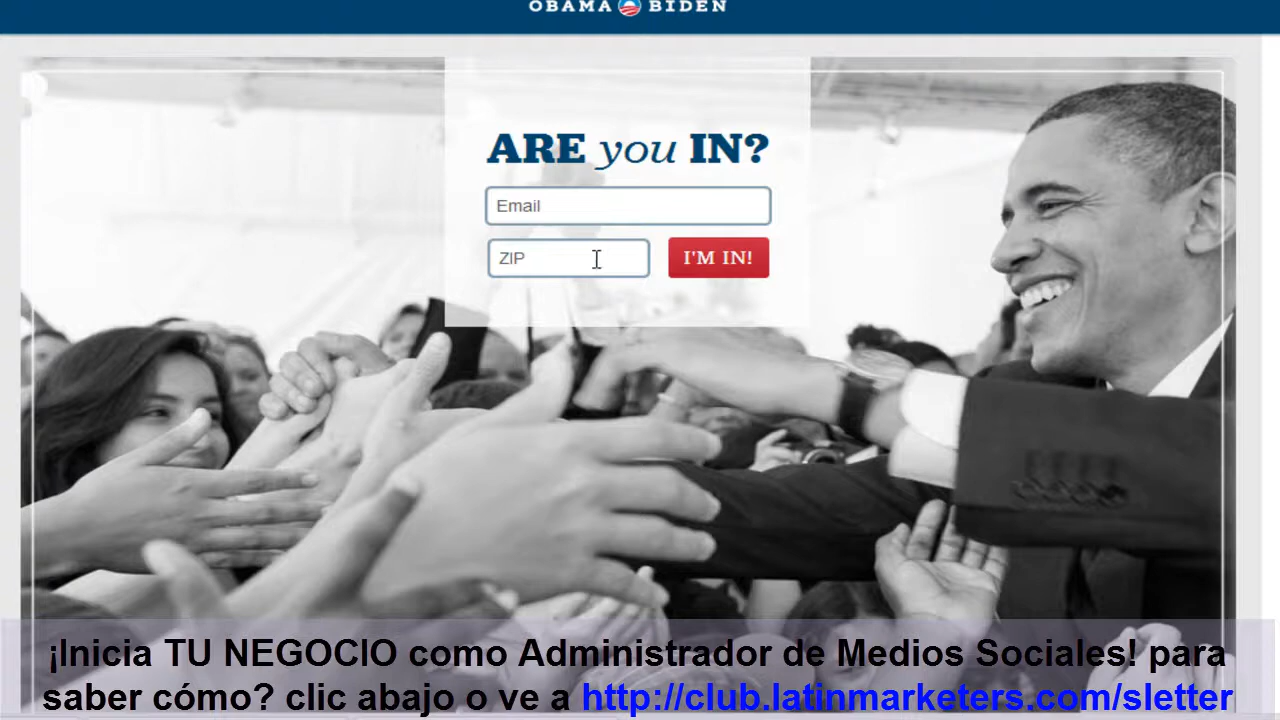 OBAMA BIDEN
ARE you IN?
Email
ZIP
I'M IN!
¡Inicia TU NEGOCIO como Administrador de Medios Sociales! para
saber cómo? clic abajo o ve a http://club.latinmarketers.com/sletter